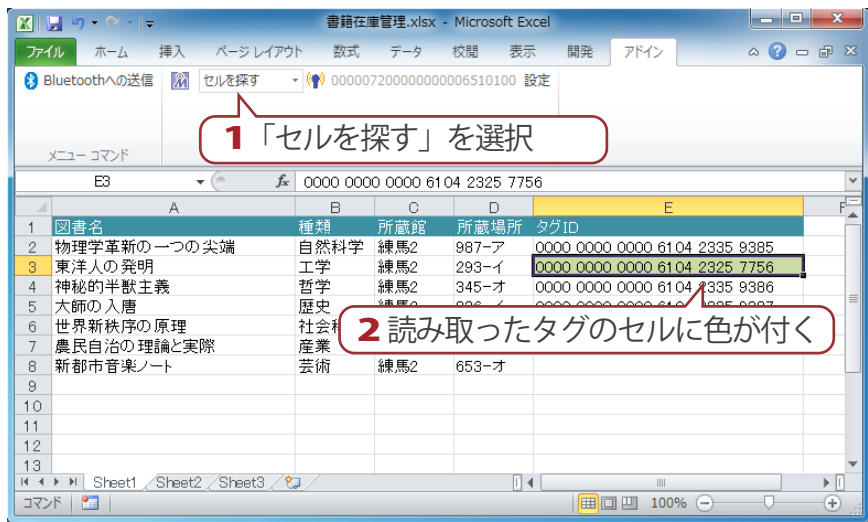 書籍在庫管理.xlsx - Microsoft Excel
ファイル ホーム 挿入 ページ レイアウト 数式 データ 校閲 表示 開発 アドイン
Bluetoothへの送信 セルを探す 00000720000000006510100 設定
1「セルを探す」を選択
メニュー コマンド
E3 fx 0000 0000 0000 6104 2325 7756
A B C D E F
1 図書名 種類 所蔵館 所蔵場所 タグID
2 物理学革新の一つの尖端 自然科学 練馬2 987-ア 0000 0000 0000 6104 2335 9385
3 東洋人の発明 工学 練馬2 293-イ 0000 0000 0000 6104 2325 7756
4 神秘的半獣主義 哲学 練馬2 345-オ 0000 0000 0000 6104 2335 9386
5 大師の入唐 歴史
6 世界新秩序の原理 社会
2 読み取ったタグのセルに色が付く
7 農民自治の理論と実際 産業
8 新都市音楽ノート 芸術 練馬2 653-オ
9
10
11
12
13
Sheet1 Sheet2 Sheet3
コマンド 100%